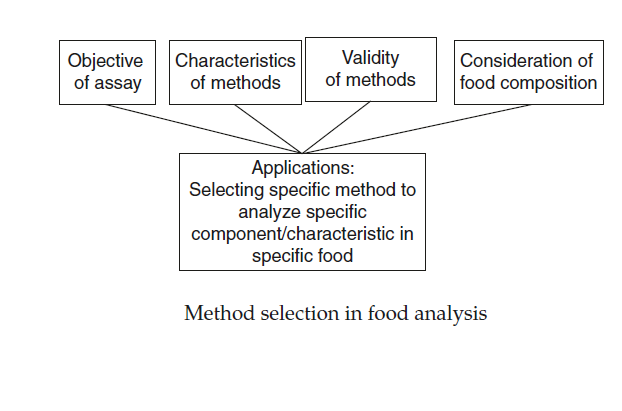 Objective
of assay
Characteristics
of methods
Validity
of methods
Consideration of
food composition
Applications:
Selecting specific method to
analyze specific
component/characteristic in
specific food
Method selection in food analysis